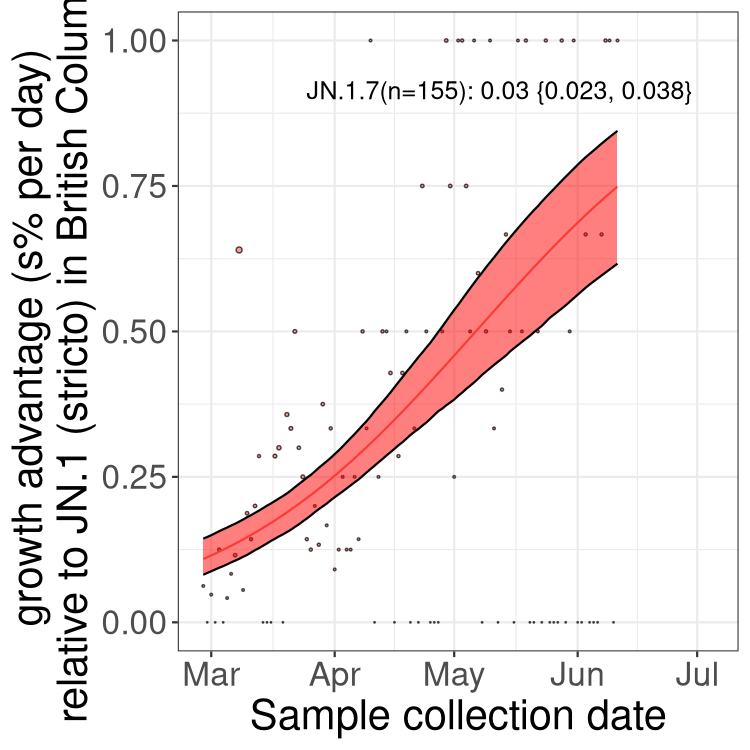 growth advantage (s% per day)
relative to JN.1 (stricto) in British Colum
1.00
0.75
0.50
0.25
0.00
JN.1.7(n=155): 0.03 {0.023, 0.038}
Mar Apr May Jun Jul
Sample collection date